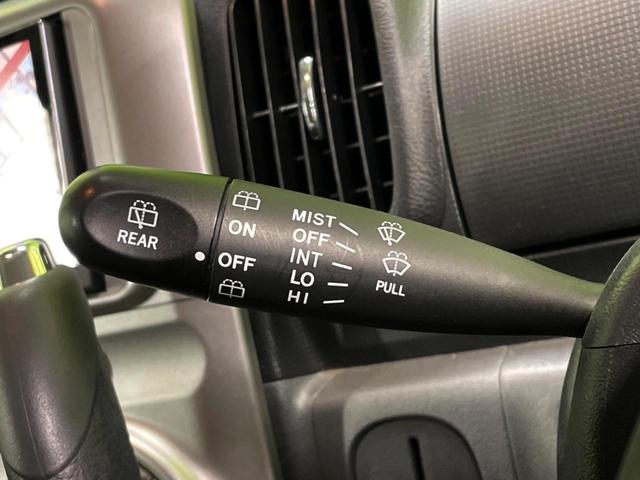 REAR
ON
OFF
MIST
OFF
INT
LO
HI
PULL